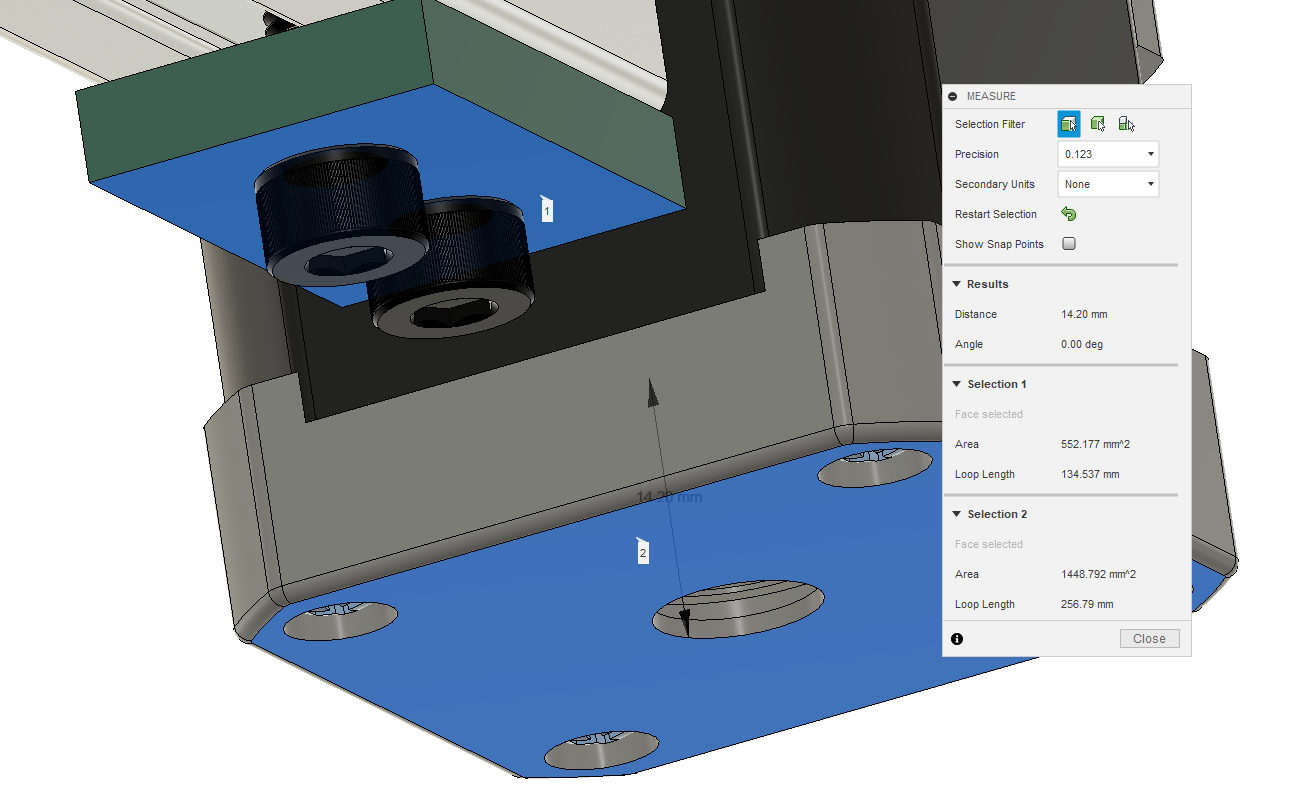 MEASURE
Selection Filter
Precision 0.123
Secondary Units None
Restart Selection
Show Snap Points
Results
Distance 14.20 mm
Angle 0.00 deg
Selection 1
Face selected
Area 552.177 mm^2
Loop Length 134.537 mm
Selection 2
Face selected
Area 1448.792 mm^2
Loop Length 256.79 mm
Close
1
14.20 mm
2